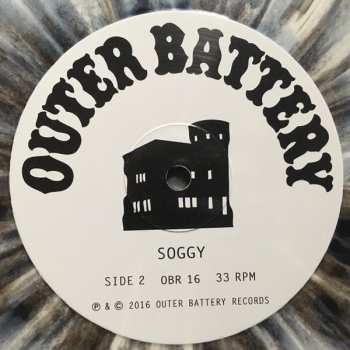 OUTER BATTERY
SOGGY
SIDE 2 OBR 16 33 RPM
℗ & © 2016 OUTER BATTERY RECORDS